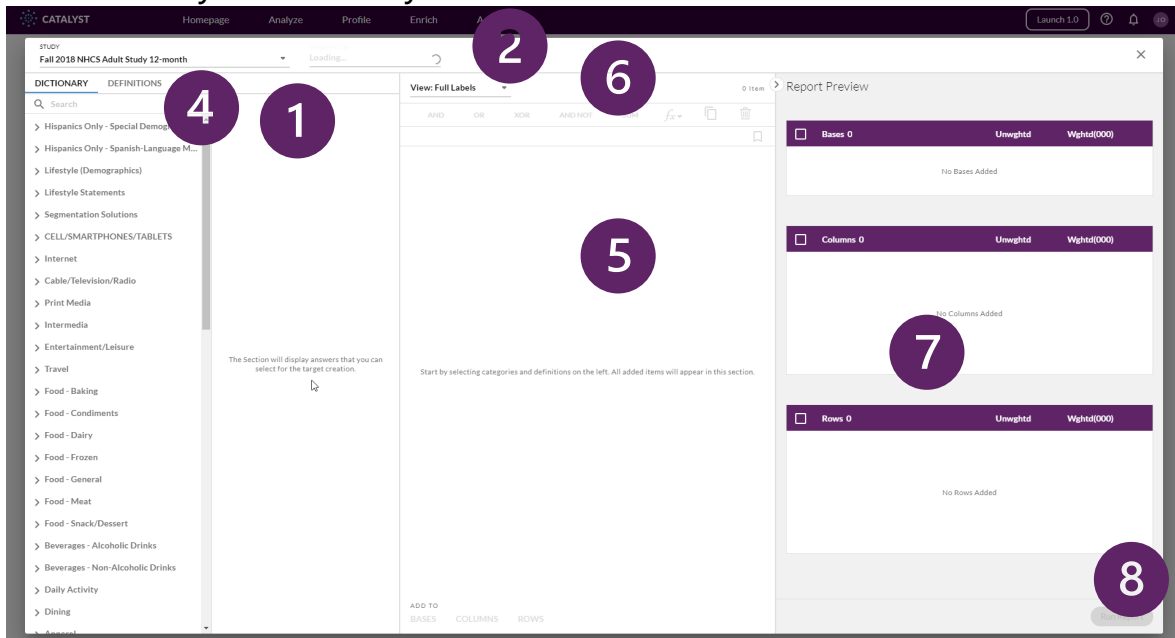 CATALYST Homepage Analyze Profile Enrich Launch 1.0
STUDY
Fall 2018 NHCS Adult Study 12-month Loading...
2
6
4
1
DICTIONARY DEFINITIONS
Search
Hispanics Only - Special Demog
Hispanics Only - Spanish-Language M...
Lifestyle (Demographics)
Lifestyle Statements
Segmentation Solutions
CELL/SMARTPHONES/TABLETS
Internet
Cable/Television/Radio
Print Media
Intermedia
Entertainment/Leisure
Travel
Food - Baking
Food - Condiments
Food - Dairy
Food - Frozen
Food - General
Food - Meat
Food - Snack/Dessert
Beverages - Alcoholic Drinks
Beverages - Non-Alcoholic Drinks
Daily Activity
Dining
Apparel
The Section will display answers that you can
select for the target creation.
View: Full Labels 0 Item
AND OR XOR AND NOT fx
5
Start by selecting categories and definitions on the left. All added items will appear in this section.
ADD TO
BASES COLUMNS ROWS
Report Preview
Bases 0 Unwghtd Wghtd(000)
No Bases Added
Columns 0 Unwghtd Wghtd(000)
No Columns Added
7
Rows 0 Unwghtd Wghtd(000)
No Rows Added
8